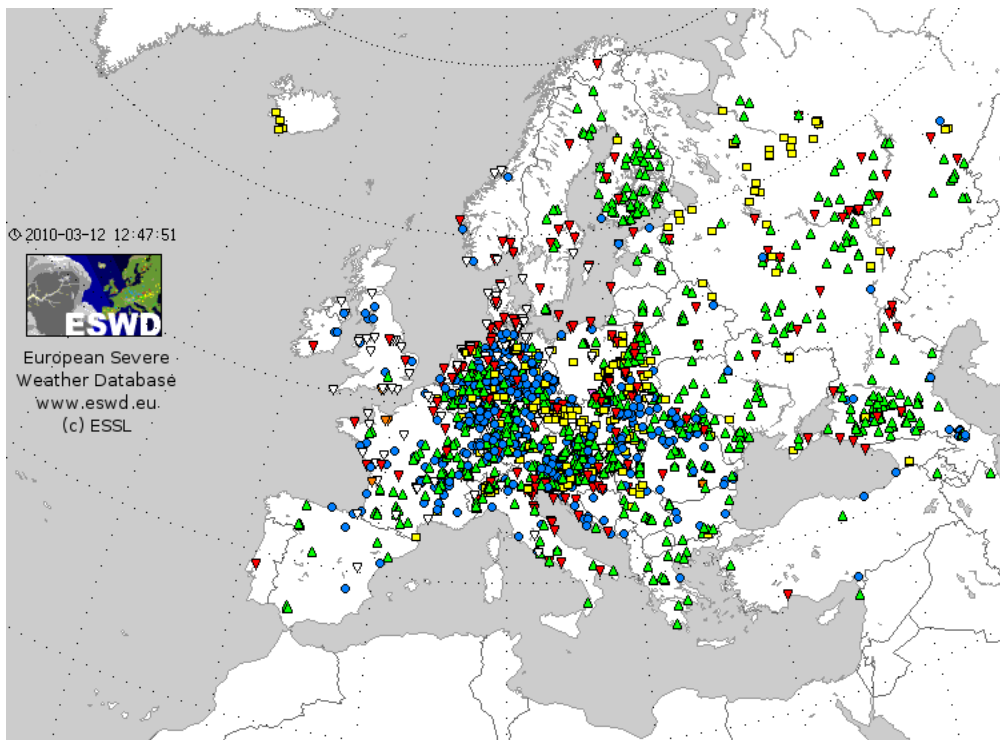 2010-03-12 12:47:51
ESWD
European Severe
Weather Database
www.eswd.eu
(c) ESSL